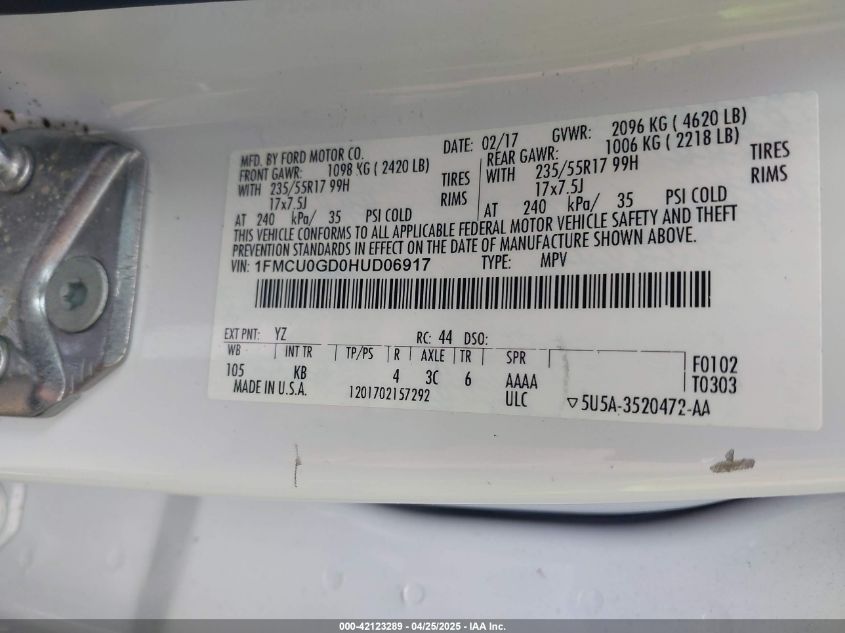 MFD. BY FORD MOTOR CO. DATE: 02/17 GVWR: 2096 KG ( 4620 LB)
FRONT GAWR: 1098 KG ( 2420 LB) REAR GAWR: 1006 KG ( 2218 LB)
WITH 235/55R17 99H TIRES WITH 235/55R17 99H TIRES
17x7.5J RIMS 17x7.5J RIMS
AT 240 kPa/ 35 PSI COLD AT 240 kPa/ 35 PSI COLD
THIS VEHICLE CONFORMS TO ALL APPLICABLE FEDERAL MOTOR VEHICLE SAFETY AND THEFT
PREVENTION STANDARDS IN EFFECT ON THE DATE OF MANUFACTURE SHOWN ABOVE.
VIN: 1FMCU0GD0HUD06917 TYPE: MPV
EXT PNT: YZ RC: 44 DSO:
WB INT TR TP/PS R AXLE TR SPR
105 KB 4 3C 6 AAAA F0102
MADE IN U.S.A. 1201702157292 ULC T0303
5U5A-3520472-AA
000-42123289 - 04/25/2025 - IAA Inc.